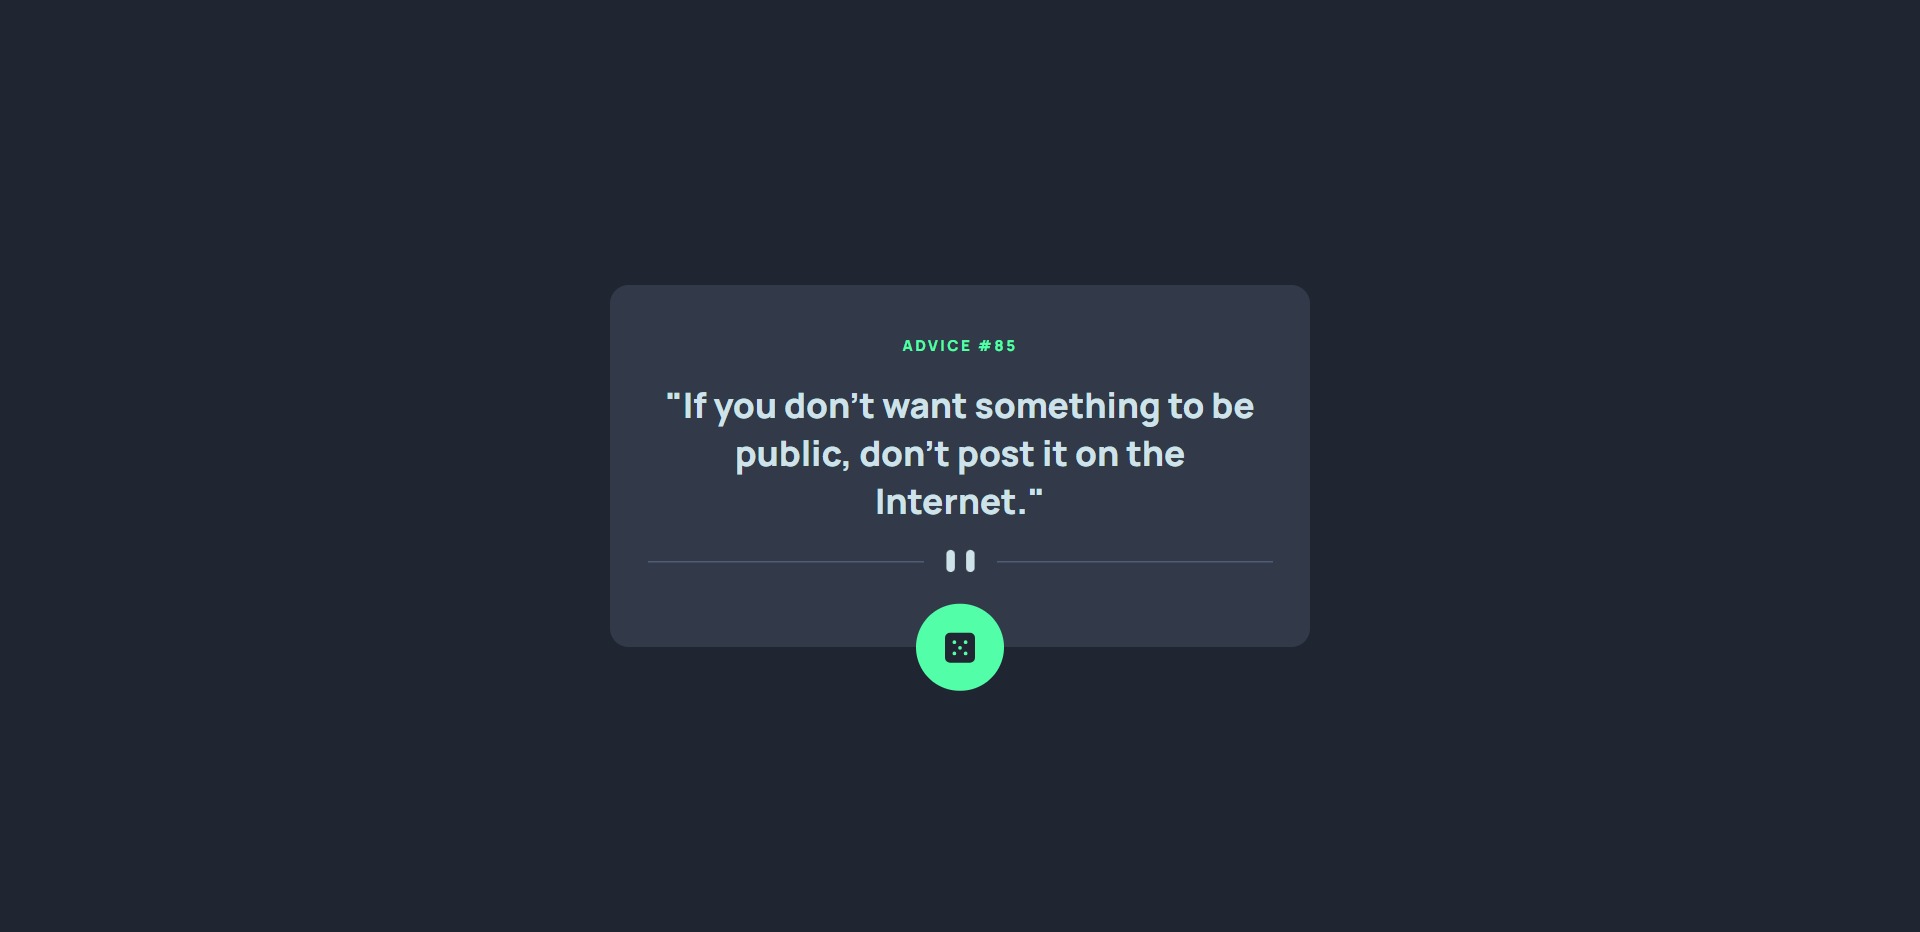 ADVICE #85
"If you don't want something to be
public, don't post it on the
Internet."